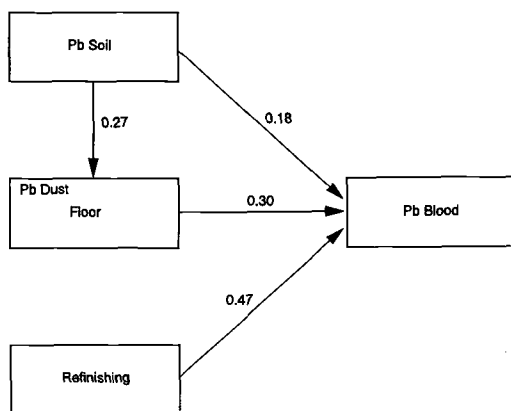 Pb Soil
0.27
0.18
Pb Dust
Floor
0.30
Pb Blood
0.47
Refinishing